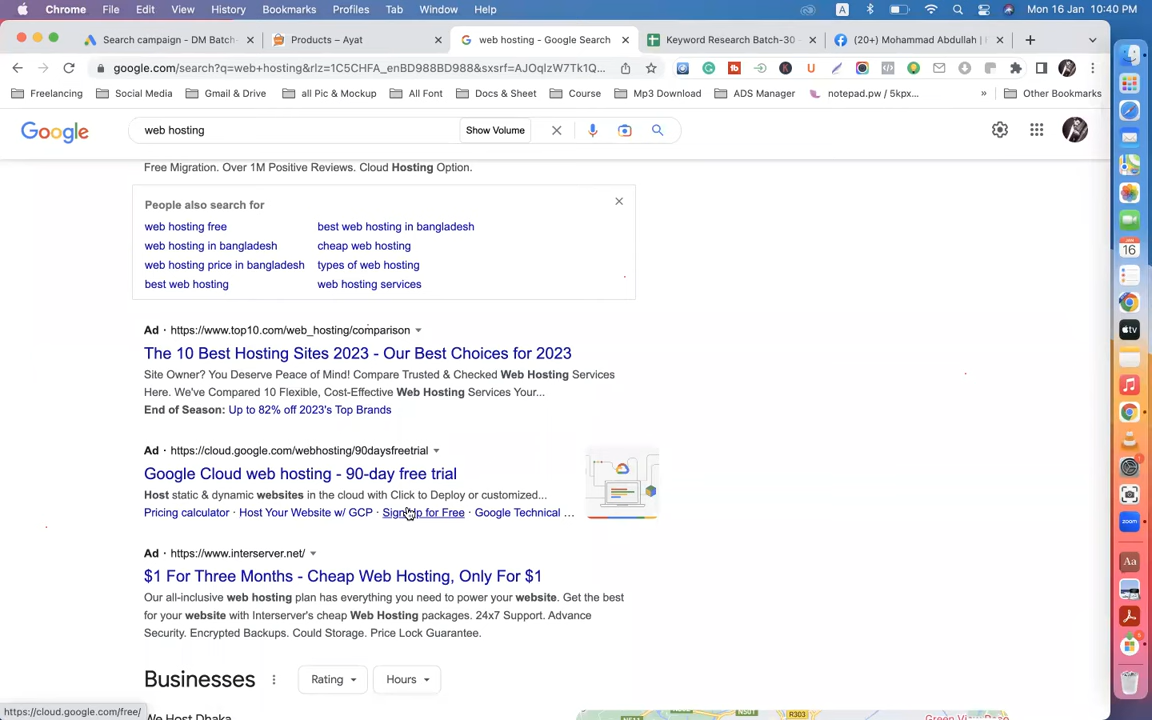 Chrome File Edit View History Bookmarks Profiles Tab Window Help A Mon 16 Jan 10:40 PM
Search campaign - DM Batch- Products – Ayat web hosting - Google Search Keyword Research Batch-30 - (20+) Mohammad Abdullah |
google.com/search?q=web+hosting&rlz=1C5CHFA_enBD988BD988&sxsrf=AJOqlzW7Tk1Q...
Freelancing Social Media Gmail & Drive all Pic & Mockup All Font Docs & Sheet Course Mp3 Download ADS Manager notepad.pw / 5kpx... » Other Bookmarks
Google web hosting Show Volume
Free Migration. Over 1M Positive Reviews. Cloud Hosting Option.
People also search for
web hosting free best web hosting in bangladesh
web hosting in bangladesh cheap web hosting
web hosting price in bangladesh types of web hosting
best web hosting web hosting services
Ad · https://www.top10.com/web_hosting/comparison
The 10 Best Hosting Sites 2023 - Our Best Choices for 2023
Site Owner? You Deserve Peace of Mind! Compare Trusted & Checked Web Hosting Services
Here. We've Compared 10 Flexible, Cost-Effective Web Hosting Services Your...
End of Season: Up to 82% off 2023's Top Brands
Ad · https://cloud.google.com/webhosting/90daysfreetrial
Google Cloud web hosting - 90-day free trial
Host static & dynamic websites in the cloud with Click to Deploy or customized...
Pricing calculator · Host Your Website w/ GCP · Sign Up for Free · Google Technical ...
Ad · https://www.interserver.net/
$1 For Three Months - Cheap Web Hosting, Only For $1
Our all-inclusive web hosting plan has everything you need to power your website. Get the best
for your website with Interserver's cheap Web Hosting packages. 24x7 Support. Advance
Security. Encrypted Backups. Could Storage. Price Lock Guarantee.
Businesses Rating Hours
We Host Dhaka
N511 N501 R303
https://cloud.google.com/free/
JAN
16
tv
zoom
Aa